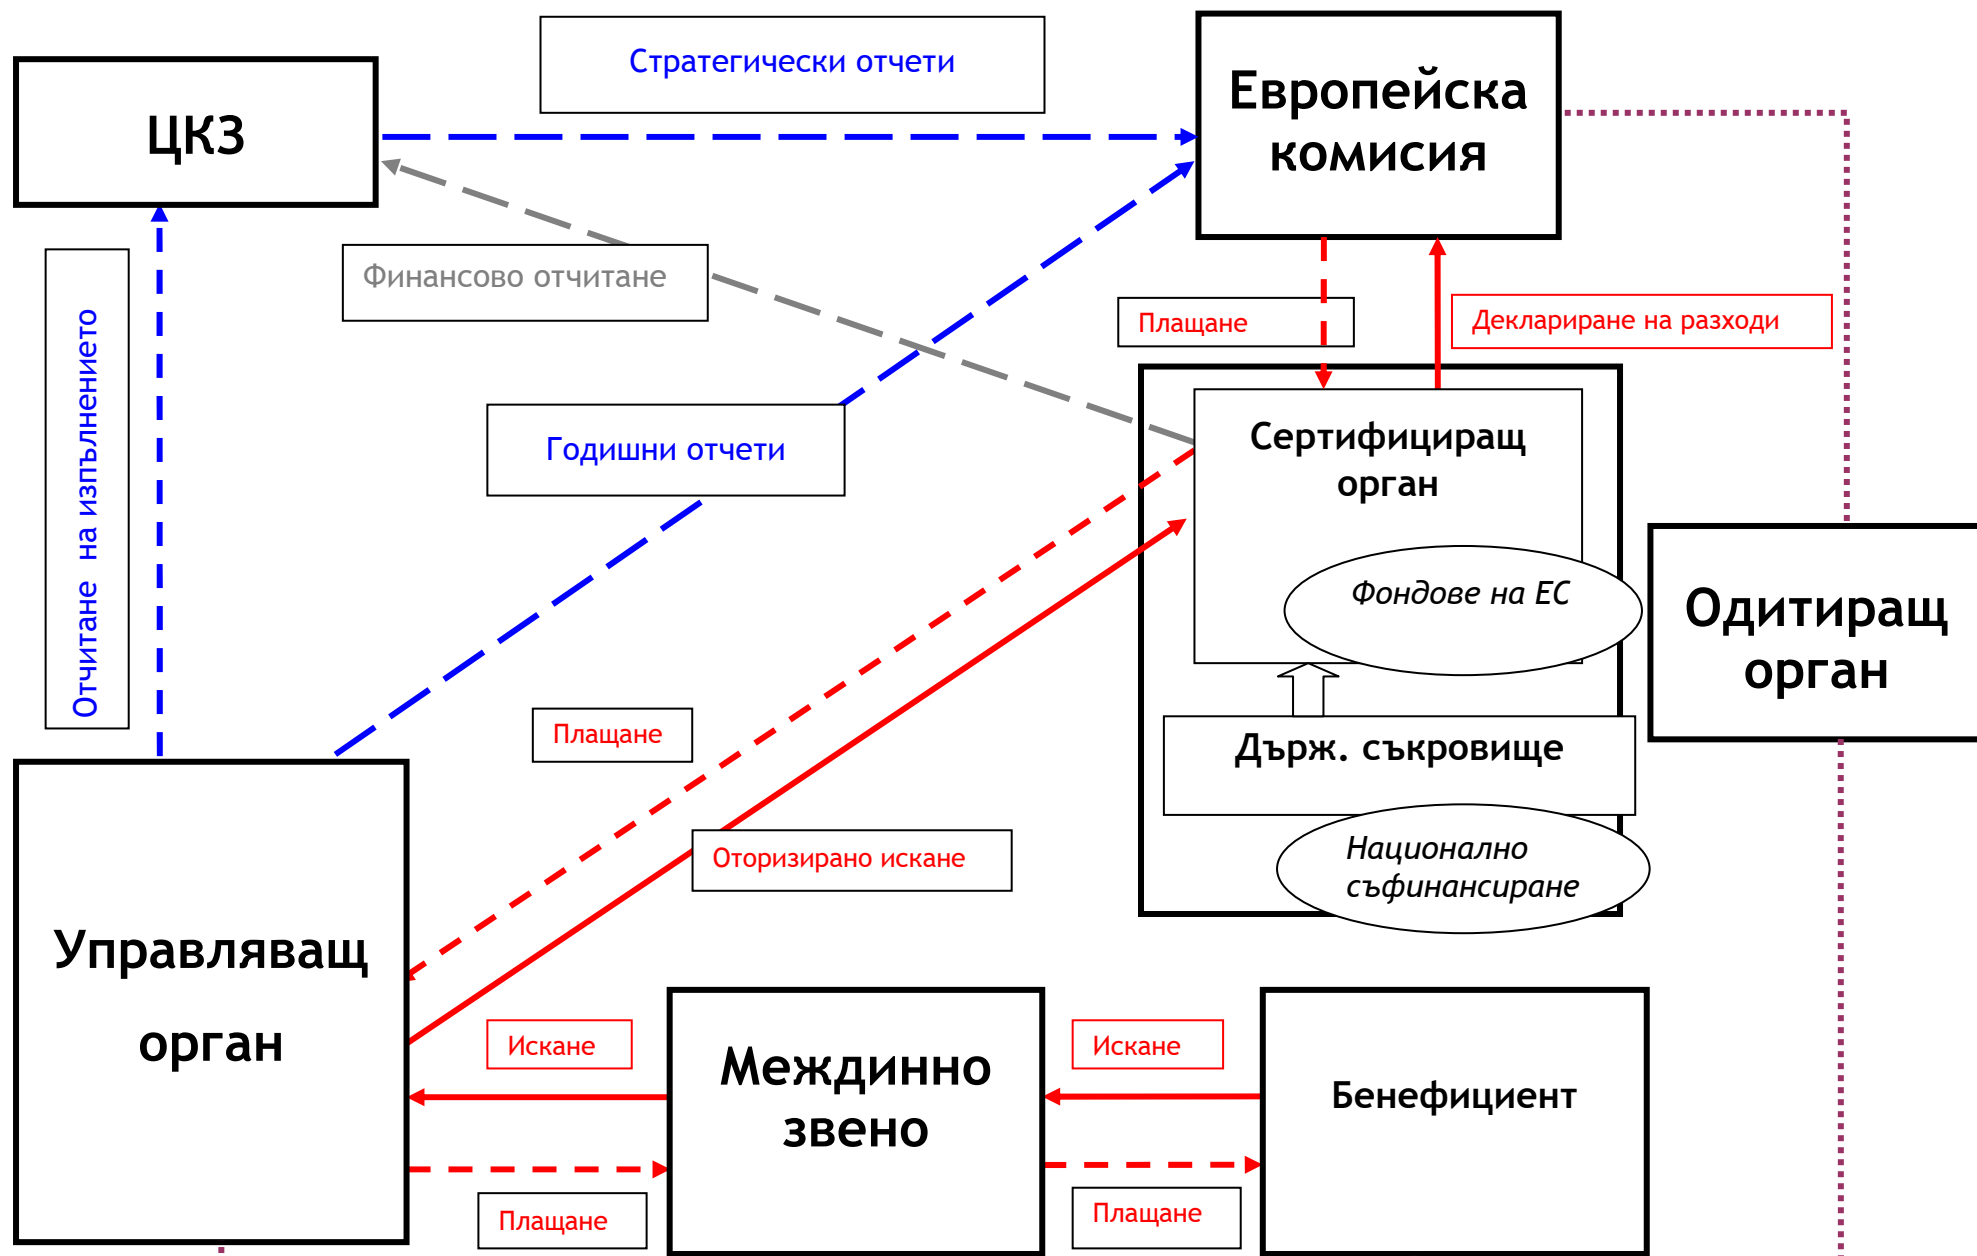 Стратегически отчети
Европейска
комисия
ЦКЗ
Финансово отчитане
Плащане
Деклариране на разходи
Отчитане на изпълнението
Годишни отчети
Сертифициращ
орган
Фондове на ЕС
Одитиращ
орган
Плащане
Държ. съкровище
Оторизирано искане
Национално
съфинансиране
Управляващ
орган
Искане
Междинно
звено
Искане
Бенефициент
Плащане
Плащане